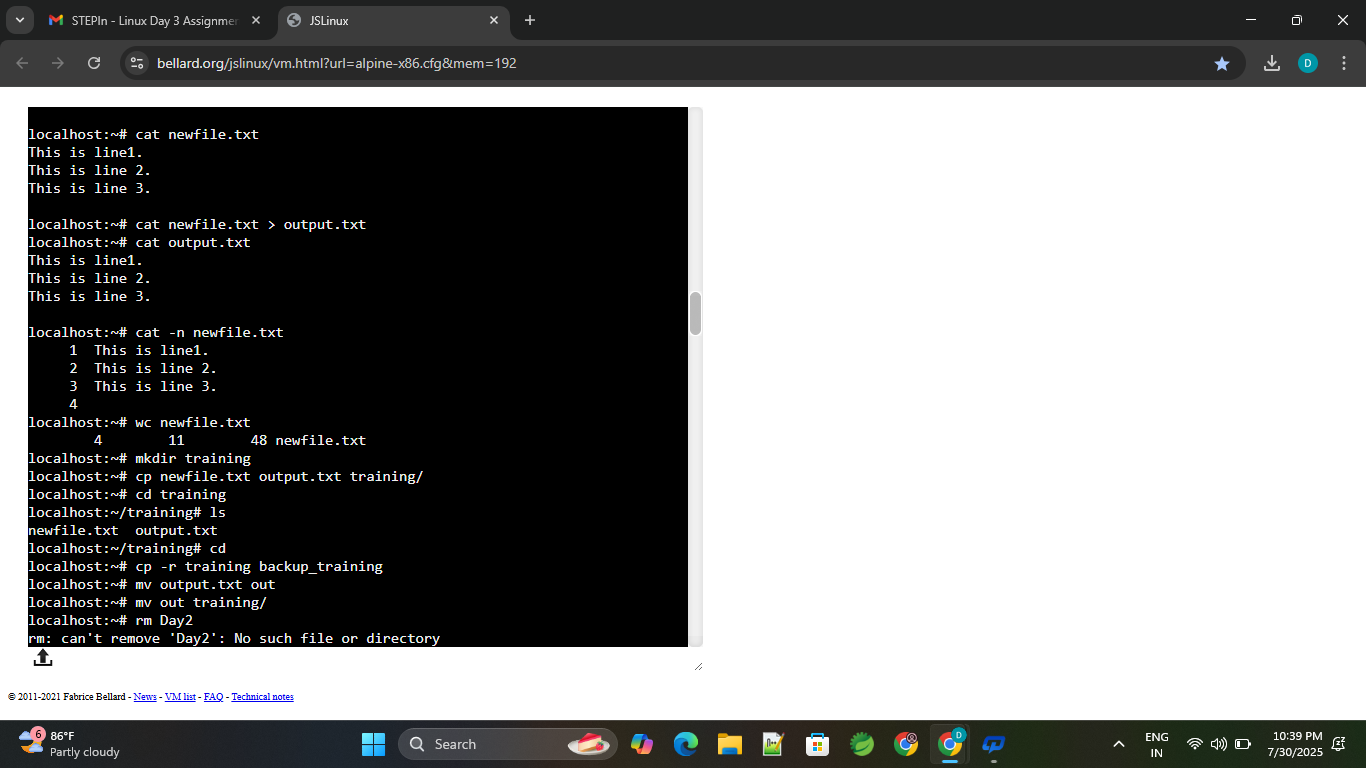 STEPIn - Linux Day 3 Assignme
JSLinux
bellard.org/jslinux/vm.html?url=alpine-x86.cfg&mem=192
D
localhost:~# cat newfile.txt
This is line1.
This is line 2.
This is line 3.
localhost:~# cat newfile.txt > output.txt
localhost:~# cat output.txt
This is line1.
This is line 2.
This is line 3.
localhost:~# cat -n newfile.txt
1 This is line1.
2 This is line 2.
3 This is line 3.
4
localhost:~# wc newfile.txt
4 11 48 newfile.txt
localhost:~# mkdir training
localhost:~# cp newfile.txt output.txt training/
localhost:~# cd training
localhost:~/training# ls
newfile.txt output.txt
localhost:~/training# cd
localhost:~# cp -r training backup_training
localhost:~# mv output.txt out
localhost:~# mv out training/
localhost:~# rm Day2
rm: can't remove 'Day2': No such file or directory
© 2011-2021 Fabrice Bellard - News - VM list - FAQ - Technical notes
6
86°F
Partly cloudy
Search
D
ENG
IN
10:39 PM
7/30/2025